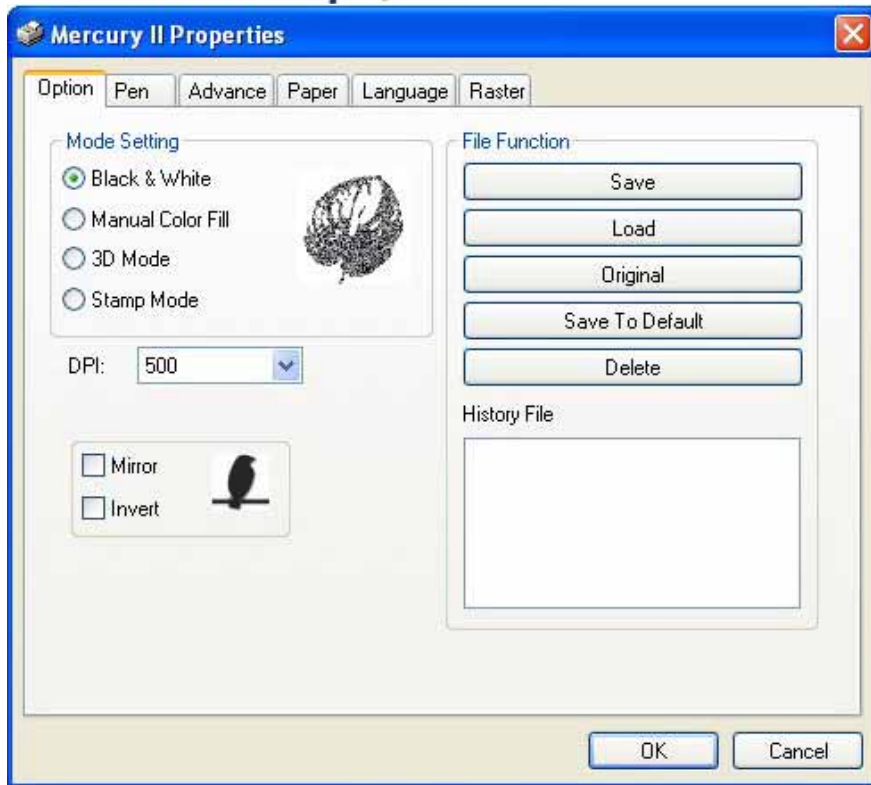 Mercury II Properties
Option Pen Advance Paper Language Raster
Mode Setting
Black & White
Manual Color Fill
3D Mode
Stamp Mode
DPI: 500
Mirror
Invert
File Function
Save
Load
Original
Save To Default
Delete
History File
OK Cancel